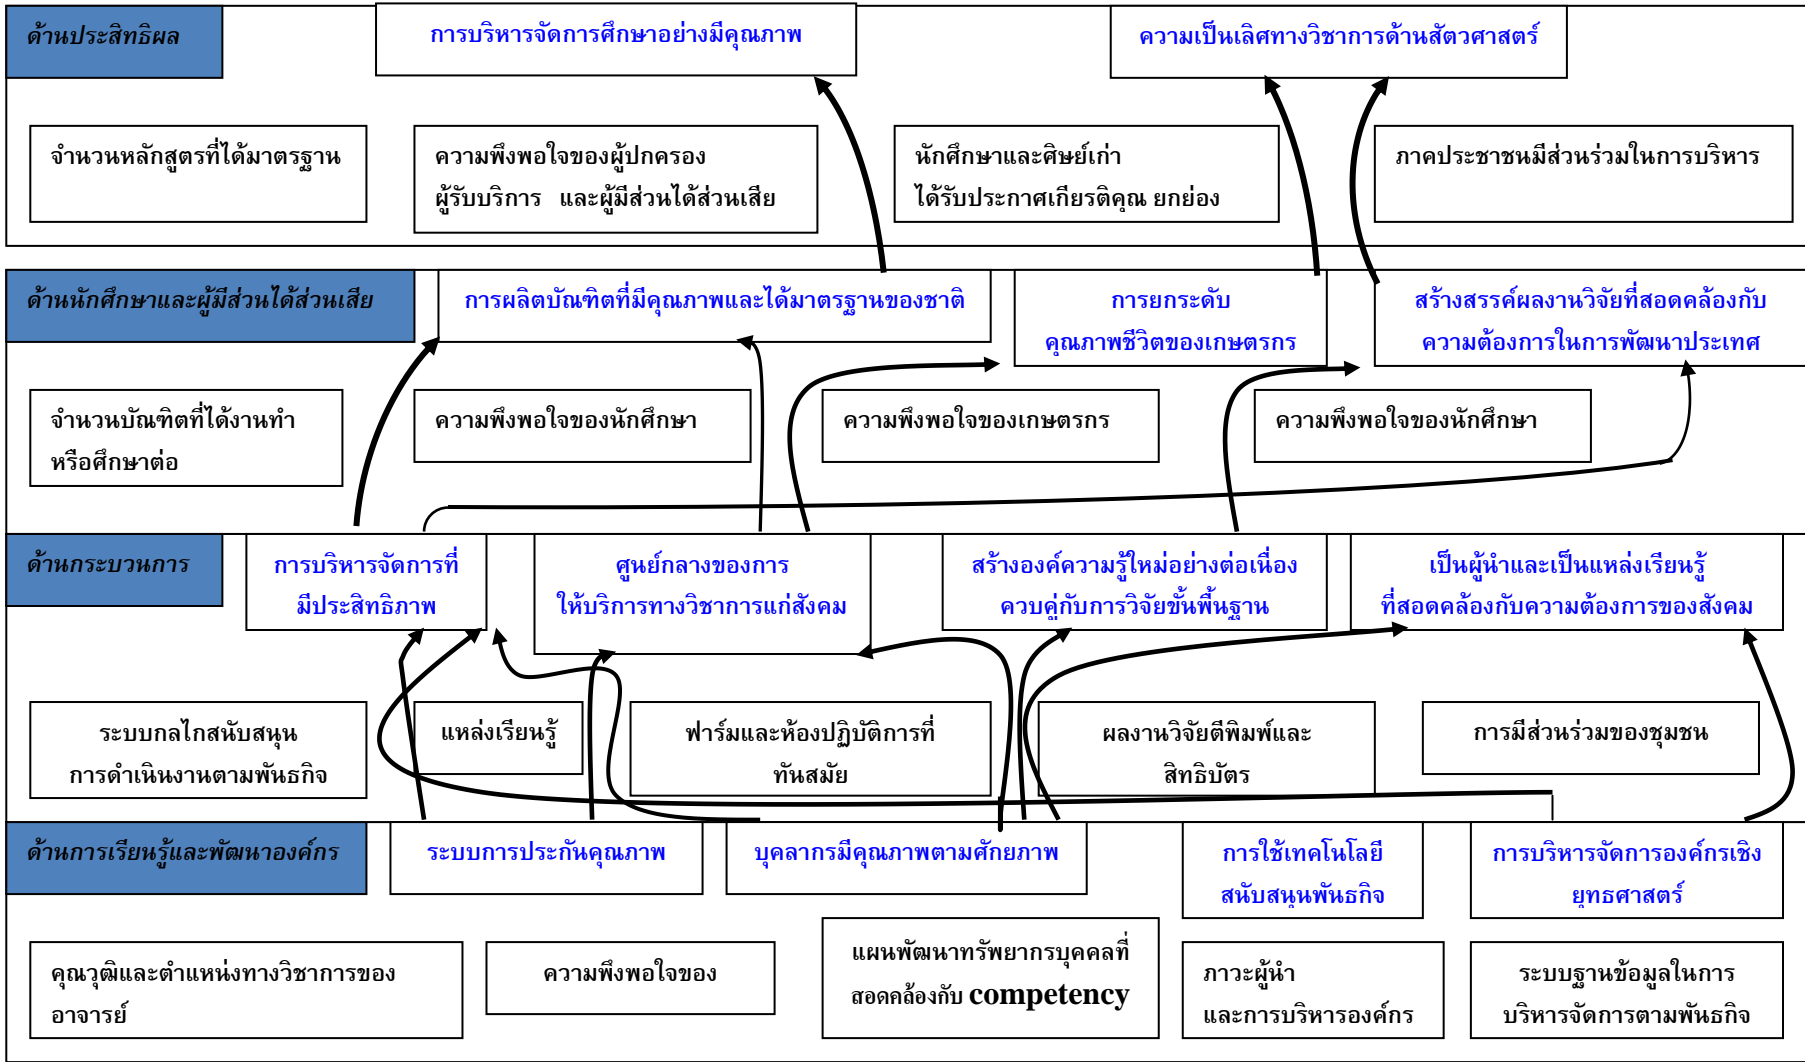 ด้านประสิทธิผล
การบริหารจัดการศึกษาอย่างมีคุณภาพ
ความเป็นเลิศทางวิชาการด้านสัตวศาสตร์
จำนวนหลักสูตรที่ได้มาตรฐาน
ความพึงพอใจของผู้ปกครอง
ผู้รับบริการ และผู้มีส่วนได้ส่วนเสีย
นักศึกษาและศิษย์เก่า
ได้รับประกาศเกียรติคุณ ยกย่อง
ภาคประชาชนมีส่วนร่วมในการบริหาร
ด้านนักศึกษาและผู้มีส่วนได้ส่วนเสีย
การผลิตบัณฑิตที่มีคุณภาพและได้มาตรฐานของชาติ
การยกระดับ
คุณภาพชีวิตของเกษตรกร
สร้างสรรค์ผลงานวิจัยที่สอดคล้องกับ
ความต้องการในการพัฒนาประเทศ
จำนวนบัณฑิตที่ได้งานทำ
หรือศึกษาต่อ
ความพึงพอใจของนักศึกษา
ความพึงพอใจของเกษตรกร
ความพึงพอใจของนักศึกษา
ด้านกระบวนการ
การบริหารจัดการที่
มีประสิทธิภาพ
ศูนย์กลางของการ
ให้บริการทางวิชาการแก่สังคม
สร้างองค์ความรู้ใหม่อย่างต่อเนื่อง
ควบคู่กับการวิจัยขั้นพื้นฐาน
เป็นผู้นำและเป็นแหล่งเรียนรู้
ที่สอดคล้องกับความต้องการของสังคม
ระบบกลไกสนับสนุน
การดำเนินงานตามพันธกิจ
แหล่งเรียนรู้
ฟาร์มและห้องปฏิบัติการที่
ทันสมัย
ผลงานวิจัยตีพิมพ์และ
สิทธิบัตร
การมีส่วนร่วมของชุมชน
ด้านการเรียนรู้และพัฒนาองค์กร
ระบบการประกันคุณภาพ
บุคลากรมีคุณภาพตามศักยภาพ
การใช้เทคโนโลยี
สนับสนุนพันธกิจ
การบริหารจัดการองค์กรเชิง
ยุทธศาสตร์
คุณวุฒิและตำแหน่งทางวิชาการของ
อาจารย์
ความพึงพอใจของ
แผนพัฒนาทรัพยากรบุคคลที่
สอดคล้องกับ competency
ภาวะผู้นำ
และการบริหารองค์กร
ระบบฐานข้อมูลในการ
บริหารจัดการตามพันธกิจ